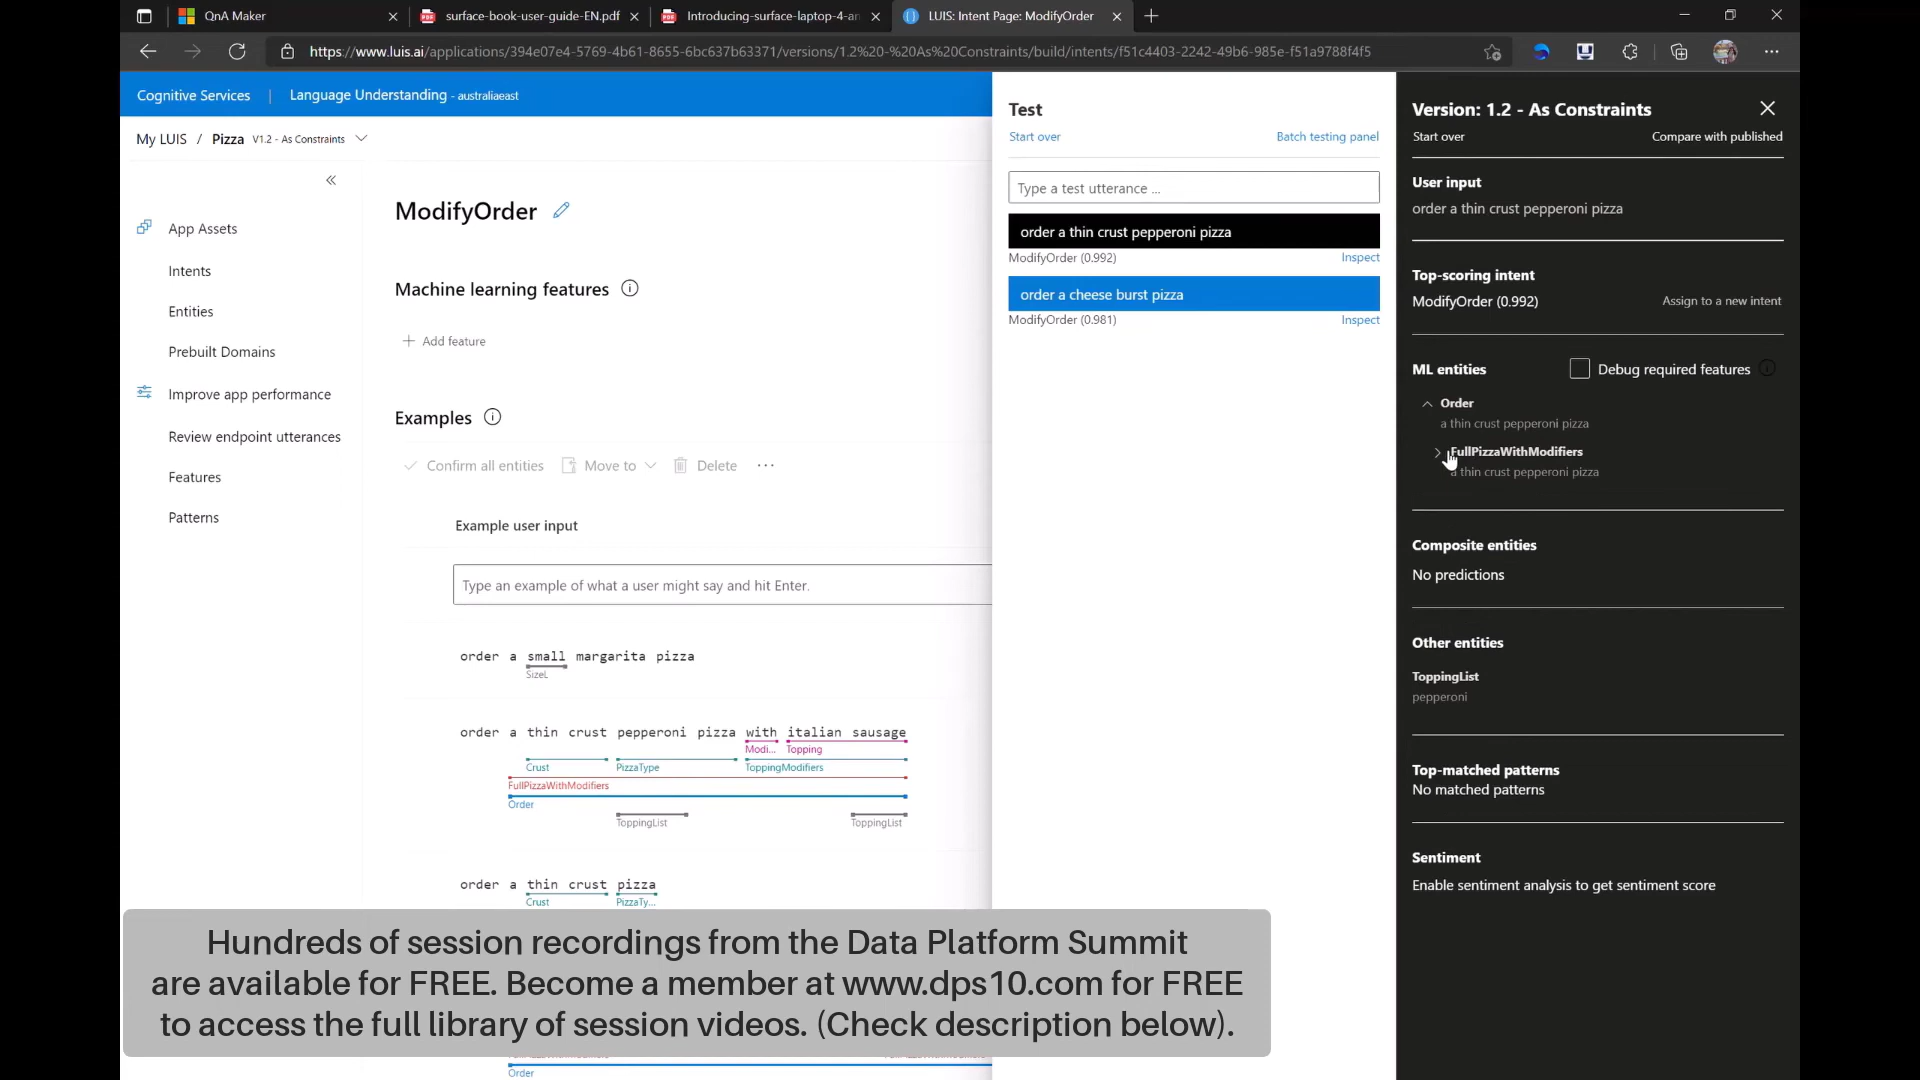 QnA Maker
surface-book-user-guide-EN.pdf
Introducing-surface-laptop-4-an
LUIS: Intent Page: ModifyOrder
https://www.luis.ai/applications/394e07e4-5769-4b61-8655-6bc637b63371/versions/1.2%20-%20As%20Constraints/build/intents/f51c4403-2242-49b6-985e-f51a9788f4f5
Cognitive Services | Language Understanding - australiaeast
My LUIS / Pizza V1.2 - As Constraints
App Assets
Intents
Entities
Prebuilt Domains
Improve app performance
Review endpoint utterances
Features
Patterns
ModifyOrder
Machine learning features
Add feature
Examples
Confirm all entities Move to Delete ...
Example user input
Type an example of what a user might say and hit Enter.
order a small margarita pizza
SizeL
order a thin crust pepperoni pizza with italian sausage
Modi... Topping
Crust PizzaType ToppingModifiers
FullPizzaWithModifiers
Order
ToppingList ToppingList
order a thin crust pizza
Crust PizzaTy...
Order
Test
Start over Batch testing panel
Type a test utterance ...
order a thin crust pepperoni pizza
ModifyOrder (0.992) Inspect
order a cheese burst pizza
ModifyOrder (0.981) Inspect
Version: 1.2 - As Constraints
Start over Compare with published
User input
order a thin crust pepperoni pizza
Top-scoring intent
ModifyOrder (0.992) Assign to a new intent
ML entities Debug required features
Order
a thin crust pepperoni pizza
FullPizzaWithModifiers
a thin crust pepperoni pizza
Composite entities
No predictions
Other entities
ToppingList
pepperoni
Top-matched patterns
No matched patterns
Sentiment
Enable sentiment analysis to get sentiment score
Hundreds of session recordings from the Data Platform Summit
are available for FREE. Become a member at www.dps10.com for FREE
to access the full library of session videos. (Check description below).